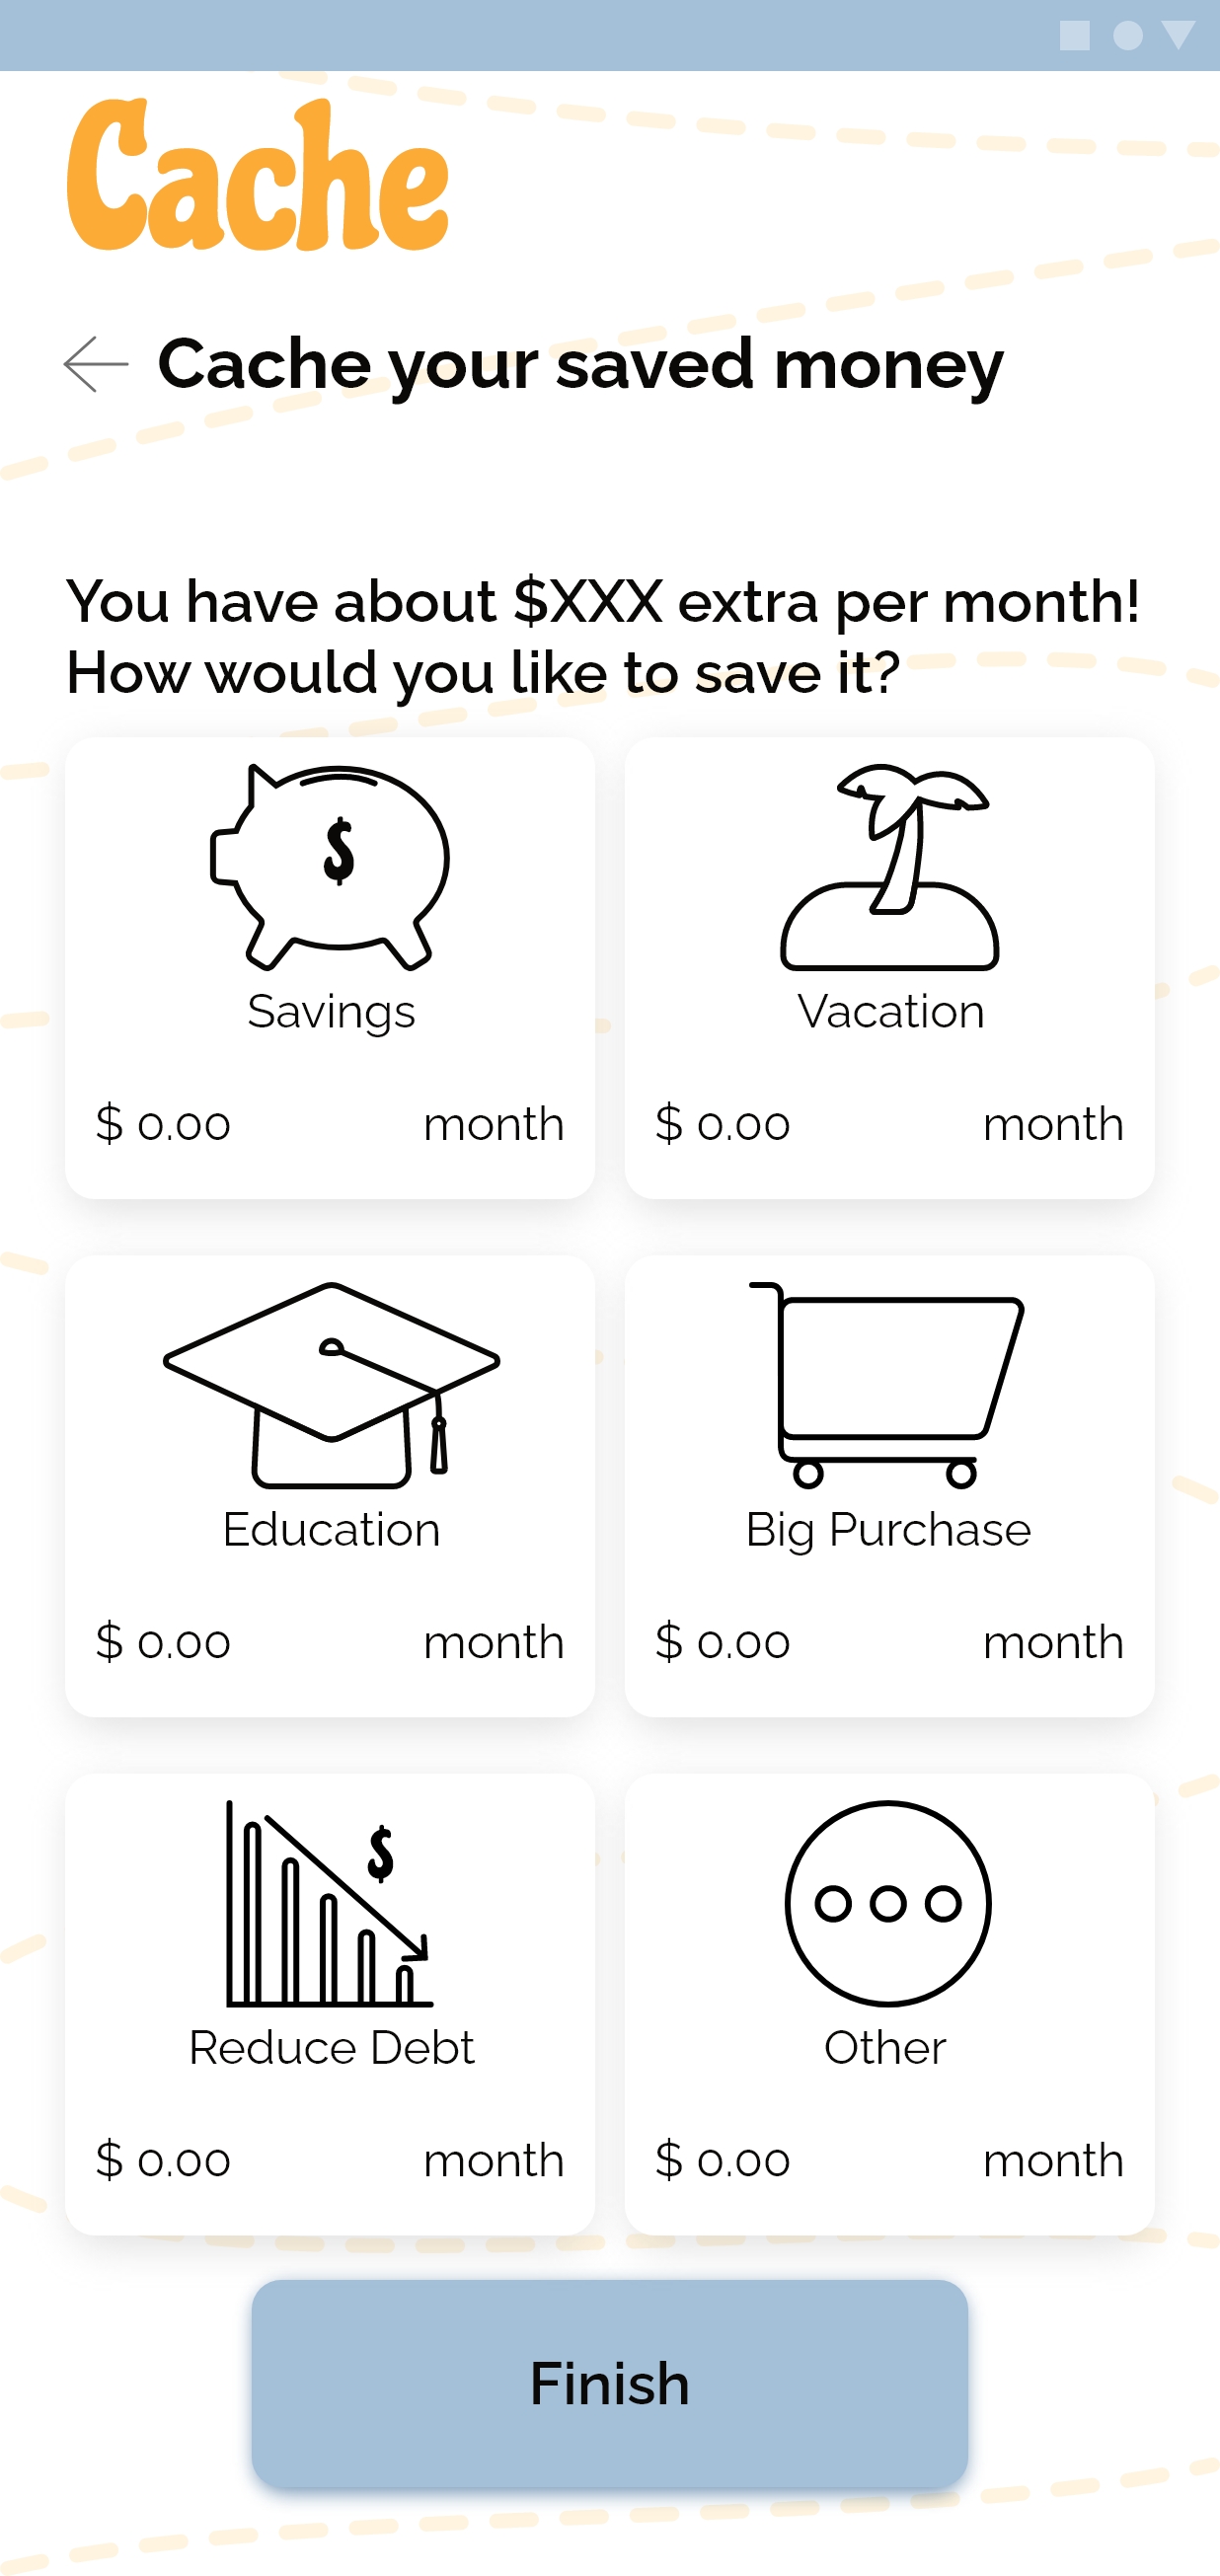 Cache
Cache your saved money
You have about $XXX extra per month!
How would you like to save it?
$
Savings
$ 0.00 month
Vacation
$ 0.00 month
Education
$ 0.00 month
Big Purchase
$ 0.00 month
$
Reduce Debt
$ 0.00 month
Other
$ 0.00 month
Finish